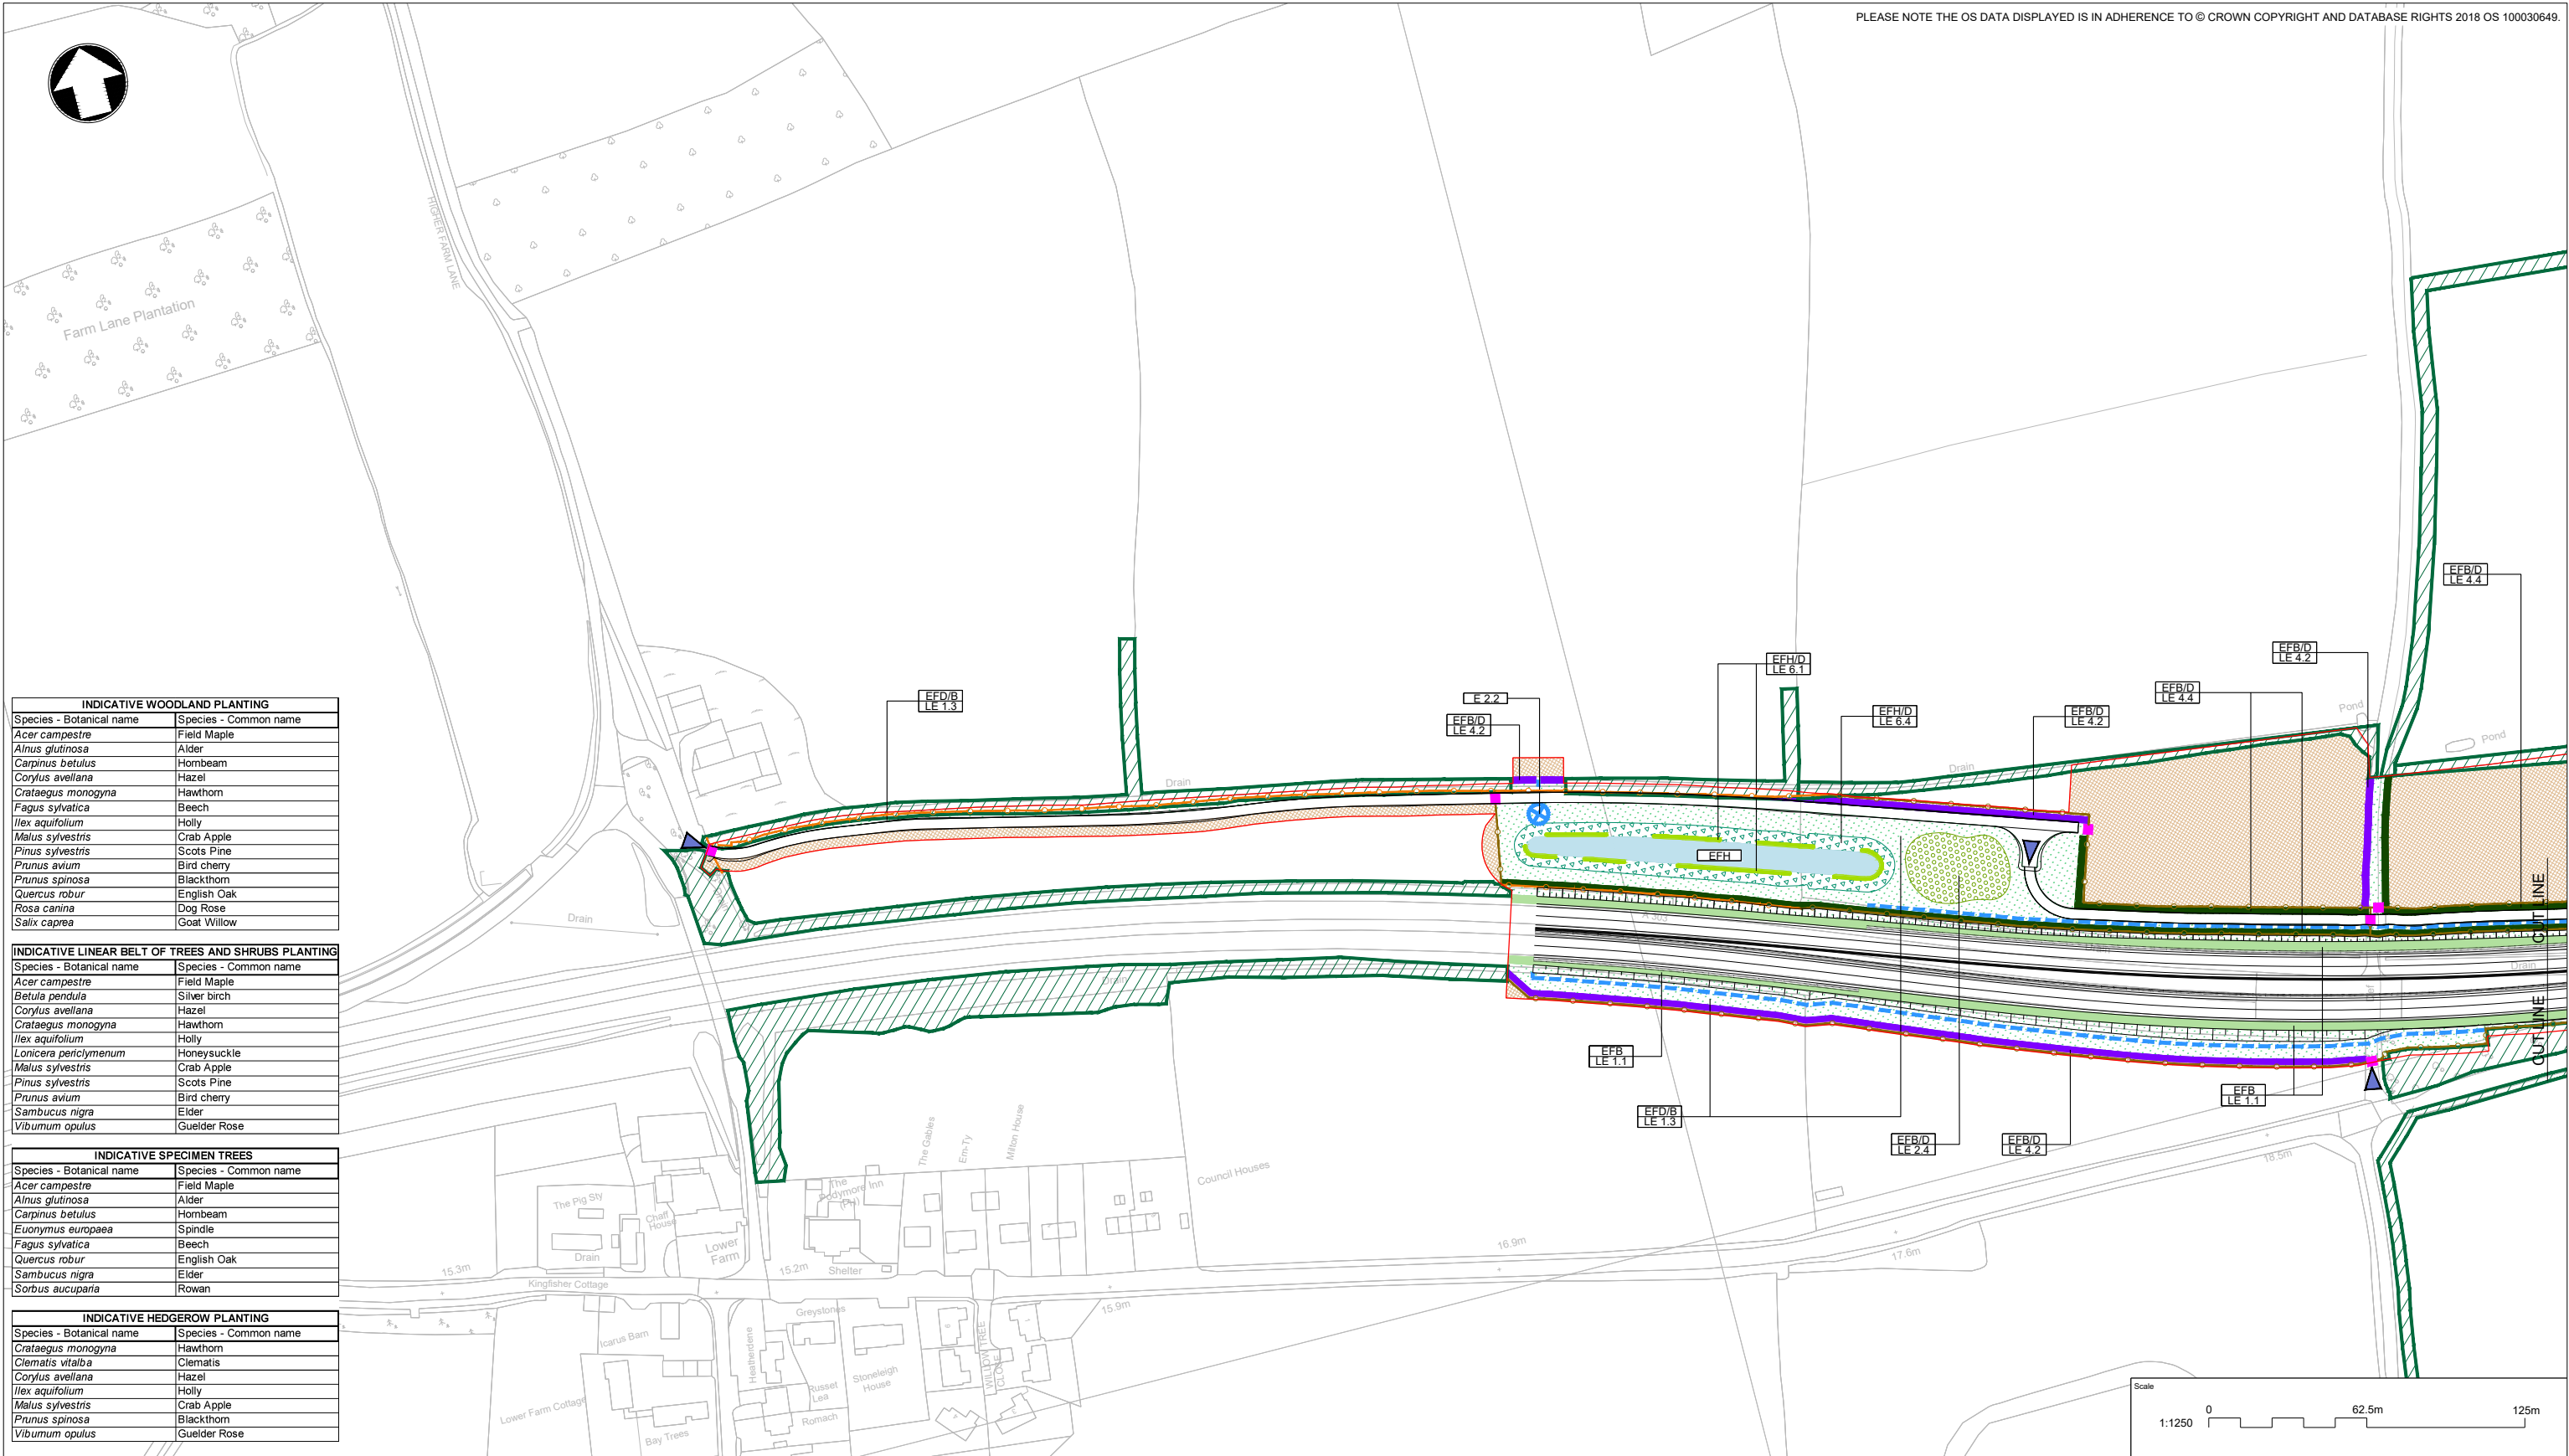 PLEASE NOTE THE OS DATA DISPLAYED IS IN ADHERENCE TO © CROWN COPYRIGHT AND DATABASE RIGHTS 2018 OS 100030649.
HIGHER FARM LANE
Farm Lane Plantation
EFB/D
LE 4.4
EFB/D
LE 4.2
EFH/D
LE 6.1
EFB/D
LE 4.4
EFD/B
LE 1.3
E 2.2
EFB/D
LE 4.2
EFH/D
LE 6.4
EFB/D
LE 4.2
Pond
Pond
Drain
Drain
EFH
A 303
Drain
Drain
Drain
Def
CUT LINE
CUT LINE
EFB
LE 1.1
EFB
LE 1.1
EFD/B
LE 1.3
EFB/D
LE 2.4
EFB/D
LE 4.2
INDICATIVE WOODLAND PLANTING
Species - Botanical name Species - Common name
Acer campestre Field Maple
Alnus glutinosa Alder
Carpinus betulus Hornbeam
Corylus avellana Hazel
Crataegus monogyna Hawthorn
Fagus sylvatica Beech
Ilex aquifolium Holly
Malus sylvestris Crab Apple
Pinus sylvestris Scots Pine
Prunus avium Bird cherry
Prunus spinosa Blackthorn
Quercus robur English Oak
Rosa canina Dog Rose
Salix caprea Goat Willow
INDICATIVE LINEAR BELT OF TREES AND SHRUBS PLANTING
Species - Botanical name Species - Common name
Acer campestre Field Maple
Betula pendula Silver birch
Corylus avellana Hazel
Crataegus monogyna Hawthorn
Ilex aquifolium Holly
Lonicera periclymenum Honeysuckle
Malus sylvestris Crab Apple
Pinus sylvestris Scots Pine
Prunus avium Bird cherry
Sambucus nigra Elder
Viburnum opulus Guelder Rose
INDICATIVE SPECIMEN TREES
Species - Botanical name Species - Common name
Acer campestre Field Maple
Alnus glutinosa Alder
Carpinus betulus Hornbeam
Euonymus europaea Spindle
Fagus sylvatica Beech
Quercus robur English Oak
Sambucus nigra Elder
Sorbus aucuparia Rowan
INDICATIVE HEDGEROW PLANTING
Species - Botanical name Species - Common name
Crataegus monogyna Hawthorn
Clematis vitalba Clematis
Corylus avellana Hazel
Ilex aquifolium Holly
Malus sylvestris Crab Apple
Prunus spinosa Blackthorn
Viburnum opulus Guelder Rose
The Gables
Em-Ty
Milton House
Council Houses
The
Podymore Inn
(PH)
The Pig Sty
Chaff
House
Lower
Farm
Drain
15.3m
15.2m
Shelter
Kingfisher Cottage
16.9m
17.6m
18.5m
15.9m
Greystones
Icarus Barn
Heatherdene
Stoneleigh
House
Russet
Lea
Romach
WILLOW TREE
CLOSE
Lower Farm Cottage
Bay Trees
Scale
1:1250
0 62.5m 125m